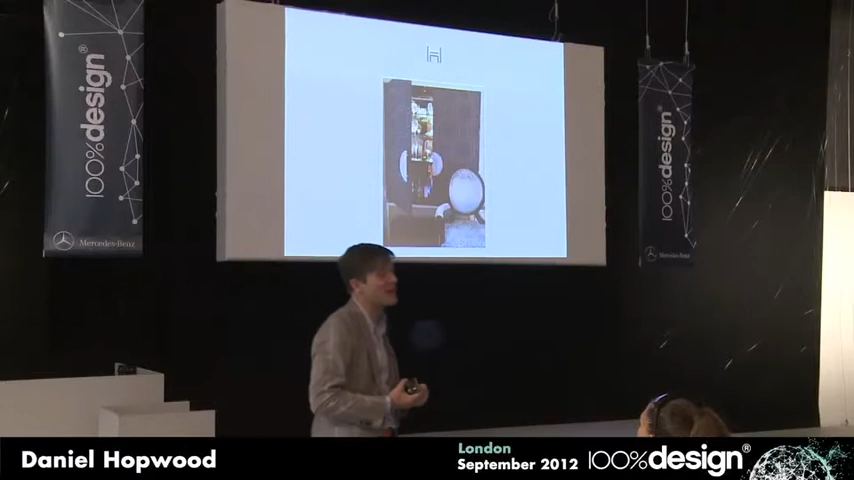 100%design®
Mercedes-Benz
H
100%design®
Mercedes-Benz
Daniel Hopwood
London
September 2012
100%design®